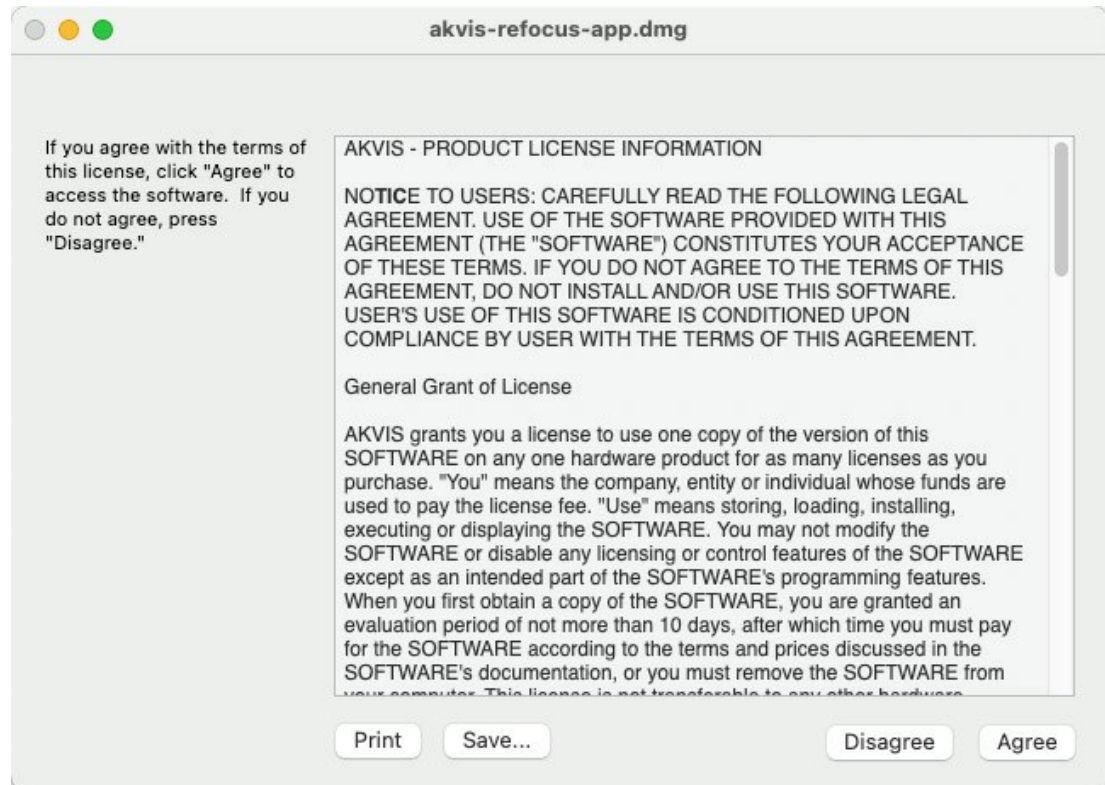 akvis-refocus-app.dmg
If you agree with the terms of
this license, click "Agree" to
access the software.  If you
do not agree, press
"Disagree."
AKVIS - PRODUCT LICENSE INFORMATION
NOTICE TO USERS: CAREFULLY READ THE FOLLOWING LEGAL
AGREEMENT. USE OF THE SOFTWARE PROVIDED WITH THIS
AGREEMENT (THE "SOFTWARE") CONSTITUTES YOUR ACCEPTANCE
OF THESE TERMS. IF YOU DO NOT AGREE TO THE TERMS OF THIS
AGREEMENT, DO NOT INSTALL AND/OR USE THIS SOFTWARE.
USER'S USE OF THIS SOFTWARE IS CONDITIONED UPON
COMPLIANCE BY USER WITH THE TERMS OF THIS AGREEMENT.
General Grant of License
AKVIS grants you a license to use one copy of the version of this
SOFTWARE on any one hardware product for as many licenses as you
purchase. "You" means the company, entity or individual whose funds are
used to pay the license fee. "Use" means storing, loading, installing,
executing or displaying the SOFTWARE. You may not modify the
SOFTWARE or disable any licensing or control features of the SOFTWARE
except as an intended part of the SOFTWARE's programming features.
When you first obtain a copy of the SOFTWARE, you are granted an
evaluation period of not more than 10 days, after which time you must pay
for the SOFTWARE according to the terms and prices discussed in the
SOFTWARE's documentation, or you must remove the SOFTWARE from
your computer. This license is not transferable to any other hardware
Print
Save...
Disagree
Agree